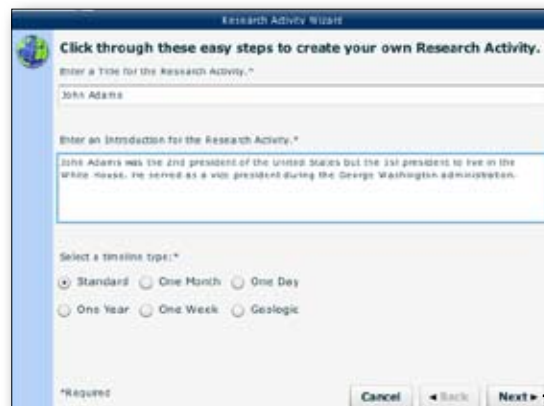 Research Activity Wizard
Click through these easy steps to create your own Research Activity.
Enter a Title for the Research Activity.*
John Adams
Enter an Introduction for the Research Activity.*
John Adams was the 2nd president of the United States but the 1st president to live in the
White House. He served as a vice president during the George Washington administration.
Select a timeline type:*
Standard One Month One Day
One Year One Week Geologic
*Required Cancel Back Next